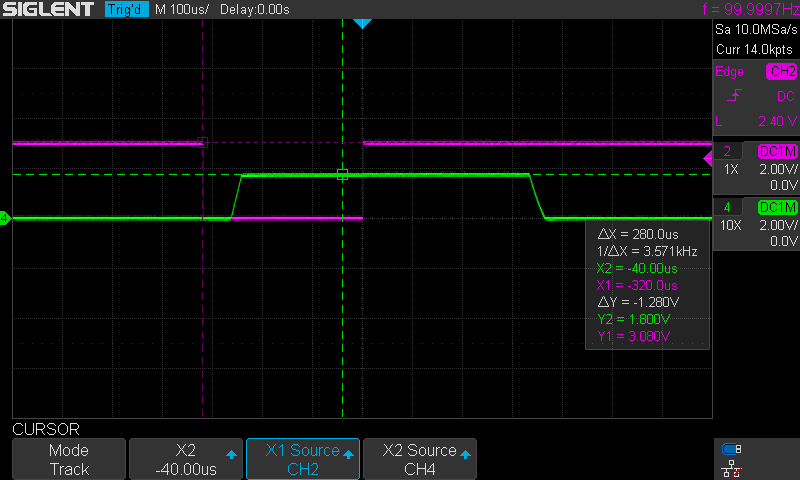 SIGLENT Trig'd M 100us/ Delay:0.00s f = 99.9997Hz
Sa 10.0MSa/s
Curr 14.0kpts
Edge CH2
DC
L 2.40 V
2 DC1M
1X 2.00V/
0.0V
4 DC1M
10X 2.00V/
0.0V
4
ΔX = 280.0us
1/ΔX = 3.571kHz
X2 = -40.00us
X1 = -320.0us
ΔY = -1.280V
Y2 = 1.800V
Y1 = 3.080V
CURSOR
Mode
Track
X2
-40.00us
X1 Source
CH2
X2 Source
CH4